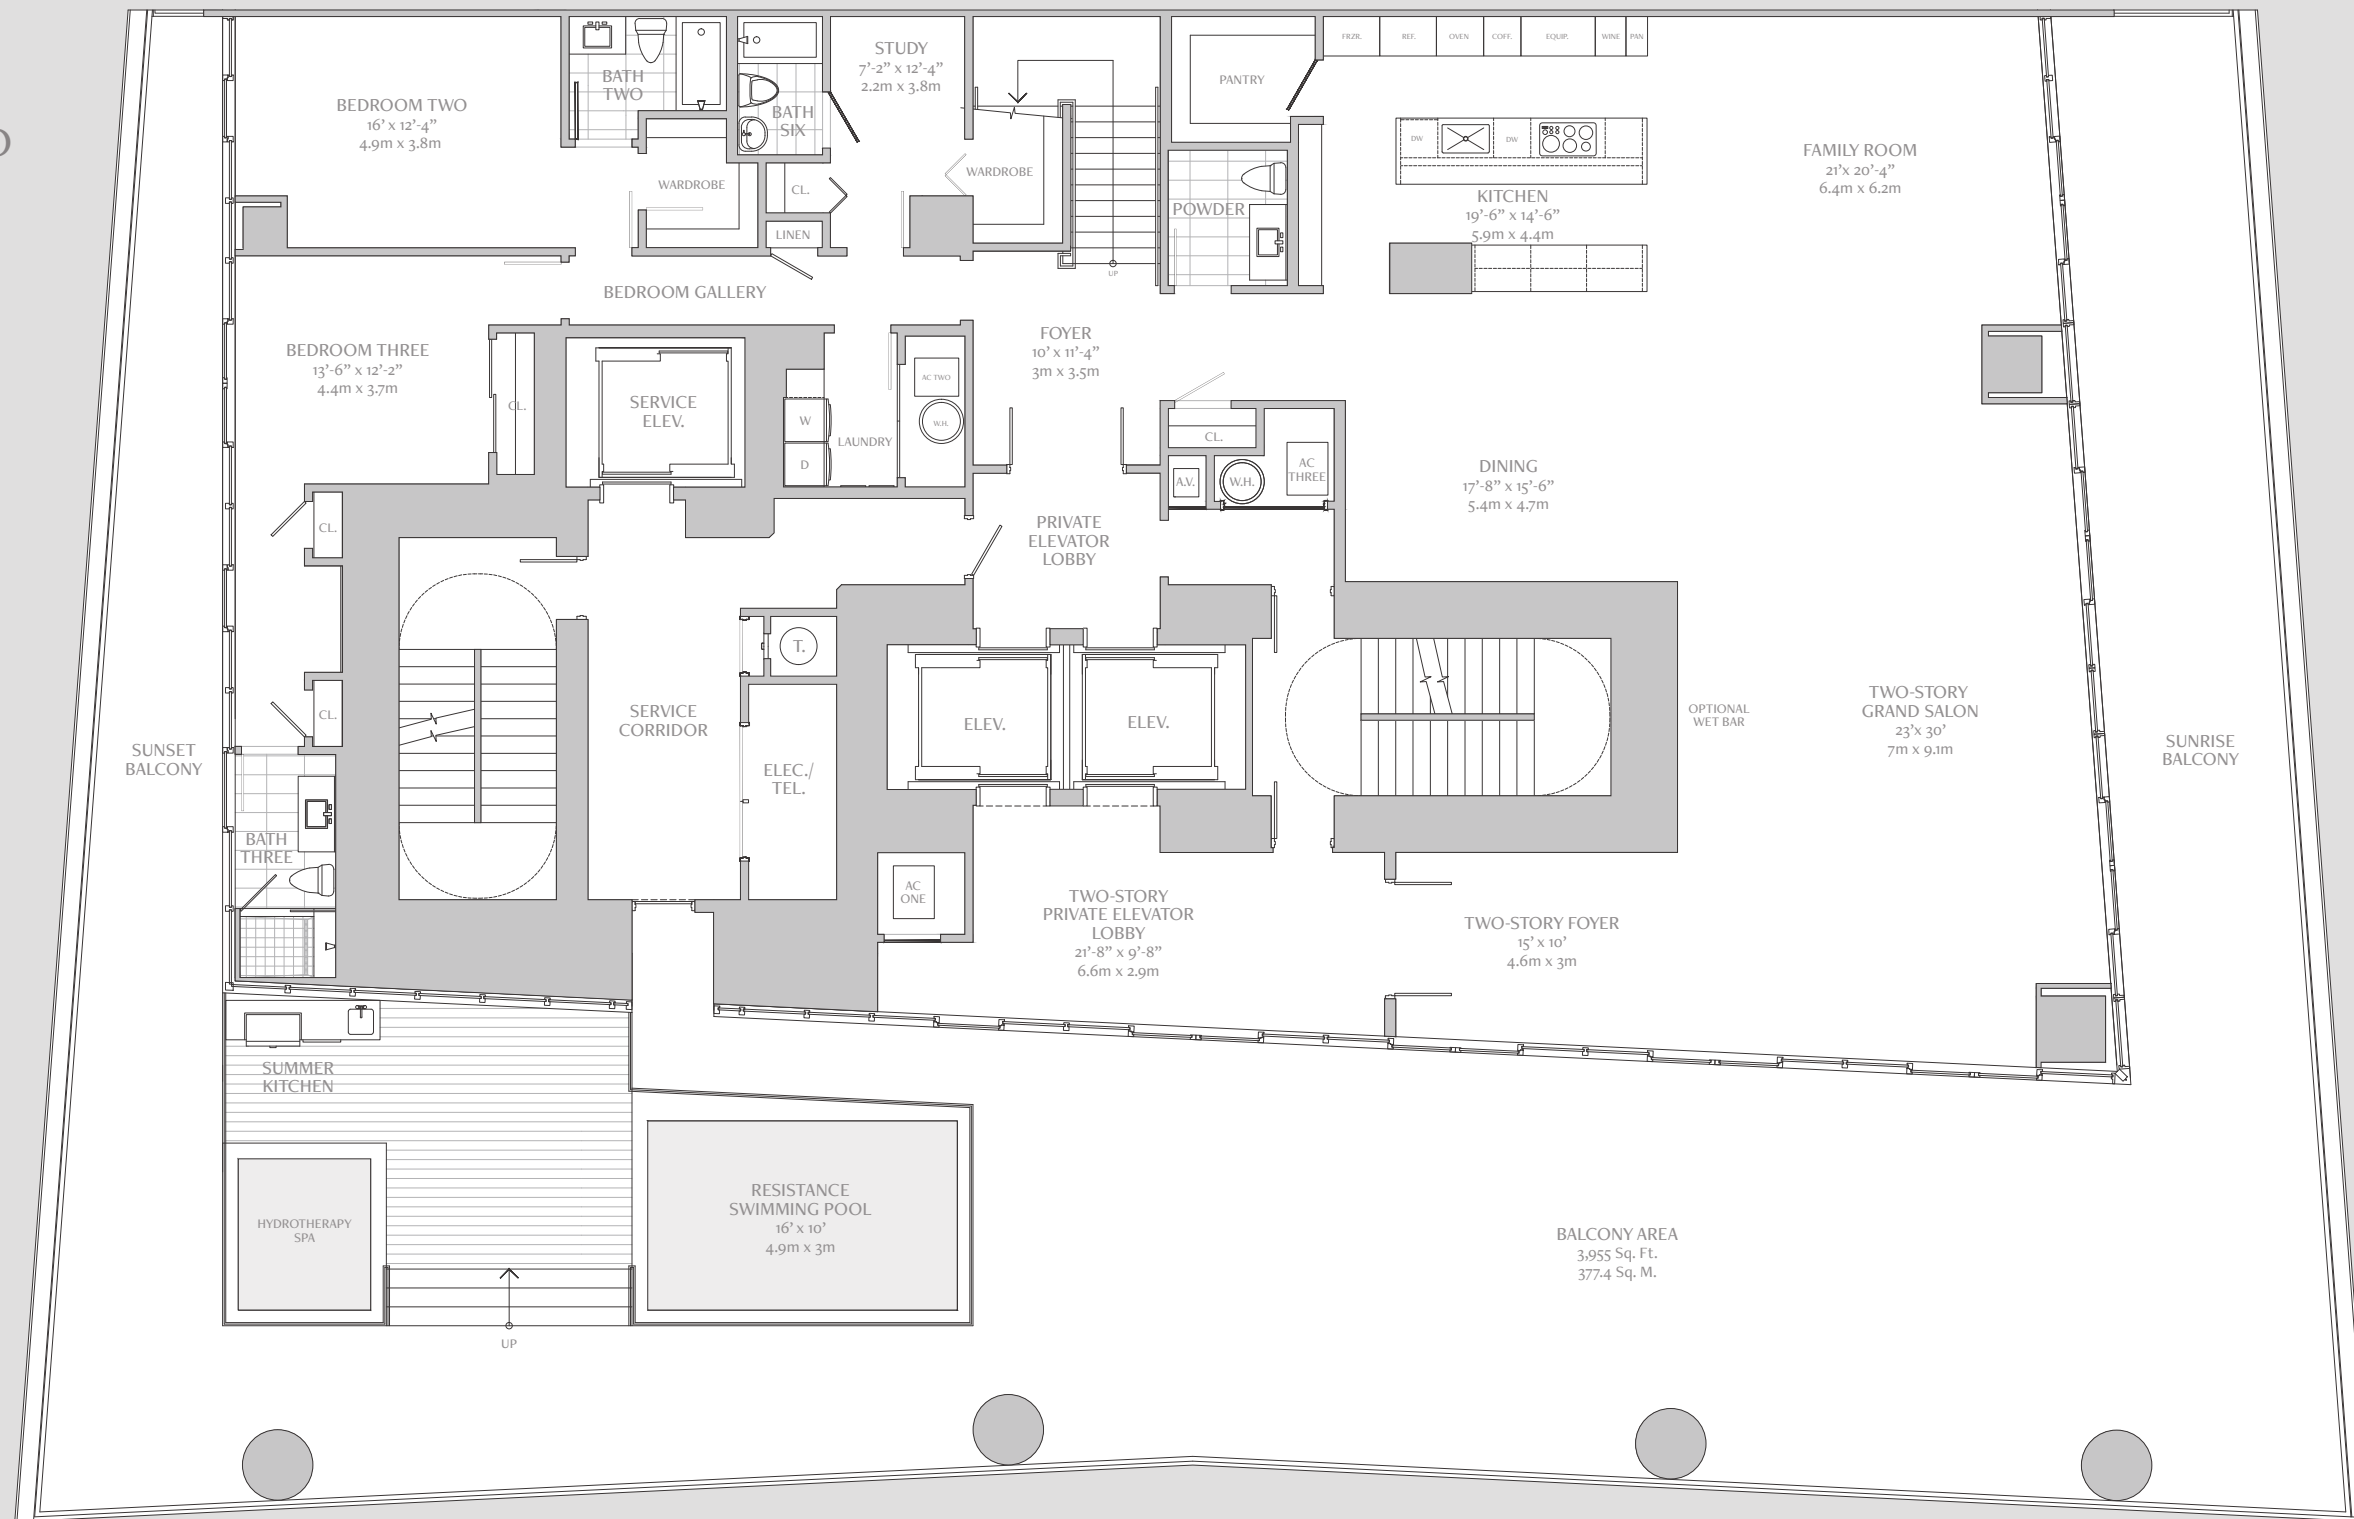 BEDROOM TWO
16’ x 12’-4”
4.9m x 3.8m
BATH
TWO
BATH
SIX
STUDY
7’-2” x 12’-4”
2.2m x 3.8m
WARDROBE
CL.
LINEN
WARDROBE
UP
PANTRY
POWDER
FRZR.
REF.
OVEN
COFF.
EQUIP.
WINE
PAN
DW
DW
KITCHEN
19’-6” x 14’-6”
5.9m x 4.4m
FAMILY ROOM
21’x 20’-4”
6.4m x 6.2m
BEDROOM GALLERY
BEDROOM THREE
13’-6” x 12’-2”
4.4m x 3.7m
CL.
SERVICE
ELEV.
W
D
LAUNDRY
AC TWO
W.H.
FOYER
10’ x 11’-4”
3m x 3.5m
CL.
A.V.
W.H.
AC
THREE
DINING
17’-8” x 15’-6”
5.4m x 4.7m
CL.
PRIVATE
ELEVATOR
LOBBY
T.
CL.
SERVICE
CORRIDOR
ELEC./
TEL.
ELEV.
ELEV.
OPTIONAL
WET BAR
TWO-STORY
GRAND SALON
23’x 30’
7m x 9.1m
SUNSET
BALCONY
SUNRISE
BALCONY
BATH
THREE
AC
ONE
TWO-STORY
PRIVATE ELEVATOR
LOBBY
21’-8” x 9’-8”
6.6m x 2.9m
TWO-STORY FOYER
15’ x 10’
4.6m x 3m
SUMMER
KITCHEN
HYDROTHERAPY
SPA
RESISTANCE
SWIMMING POOL
16’ x 10’
4.9m x 3m
UP
BALCONY AREA
3,955 Sq. Ft.
377.4 Sq. M.